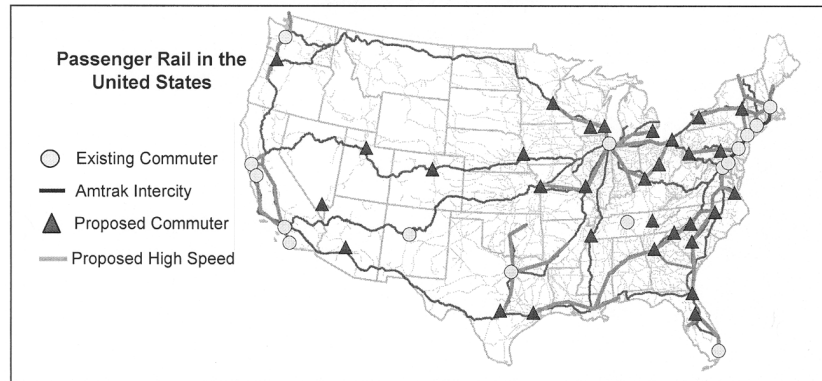 Passenger Rail in the
United States
Existing Commuter
Amtrak Intercity
Proposed Commuter
Proposed High Speed